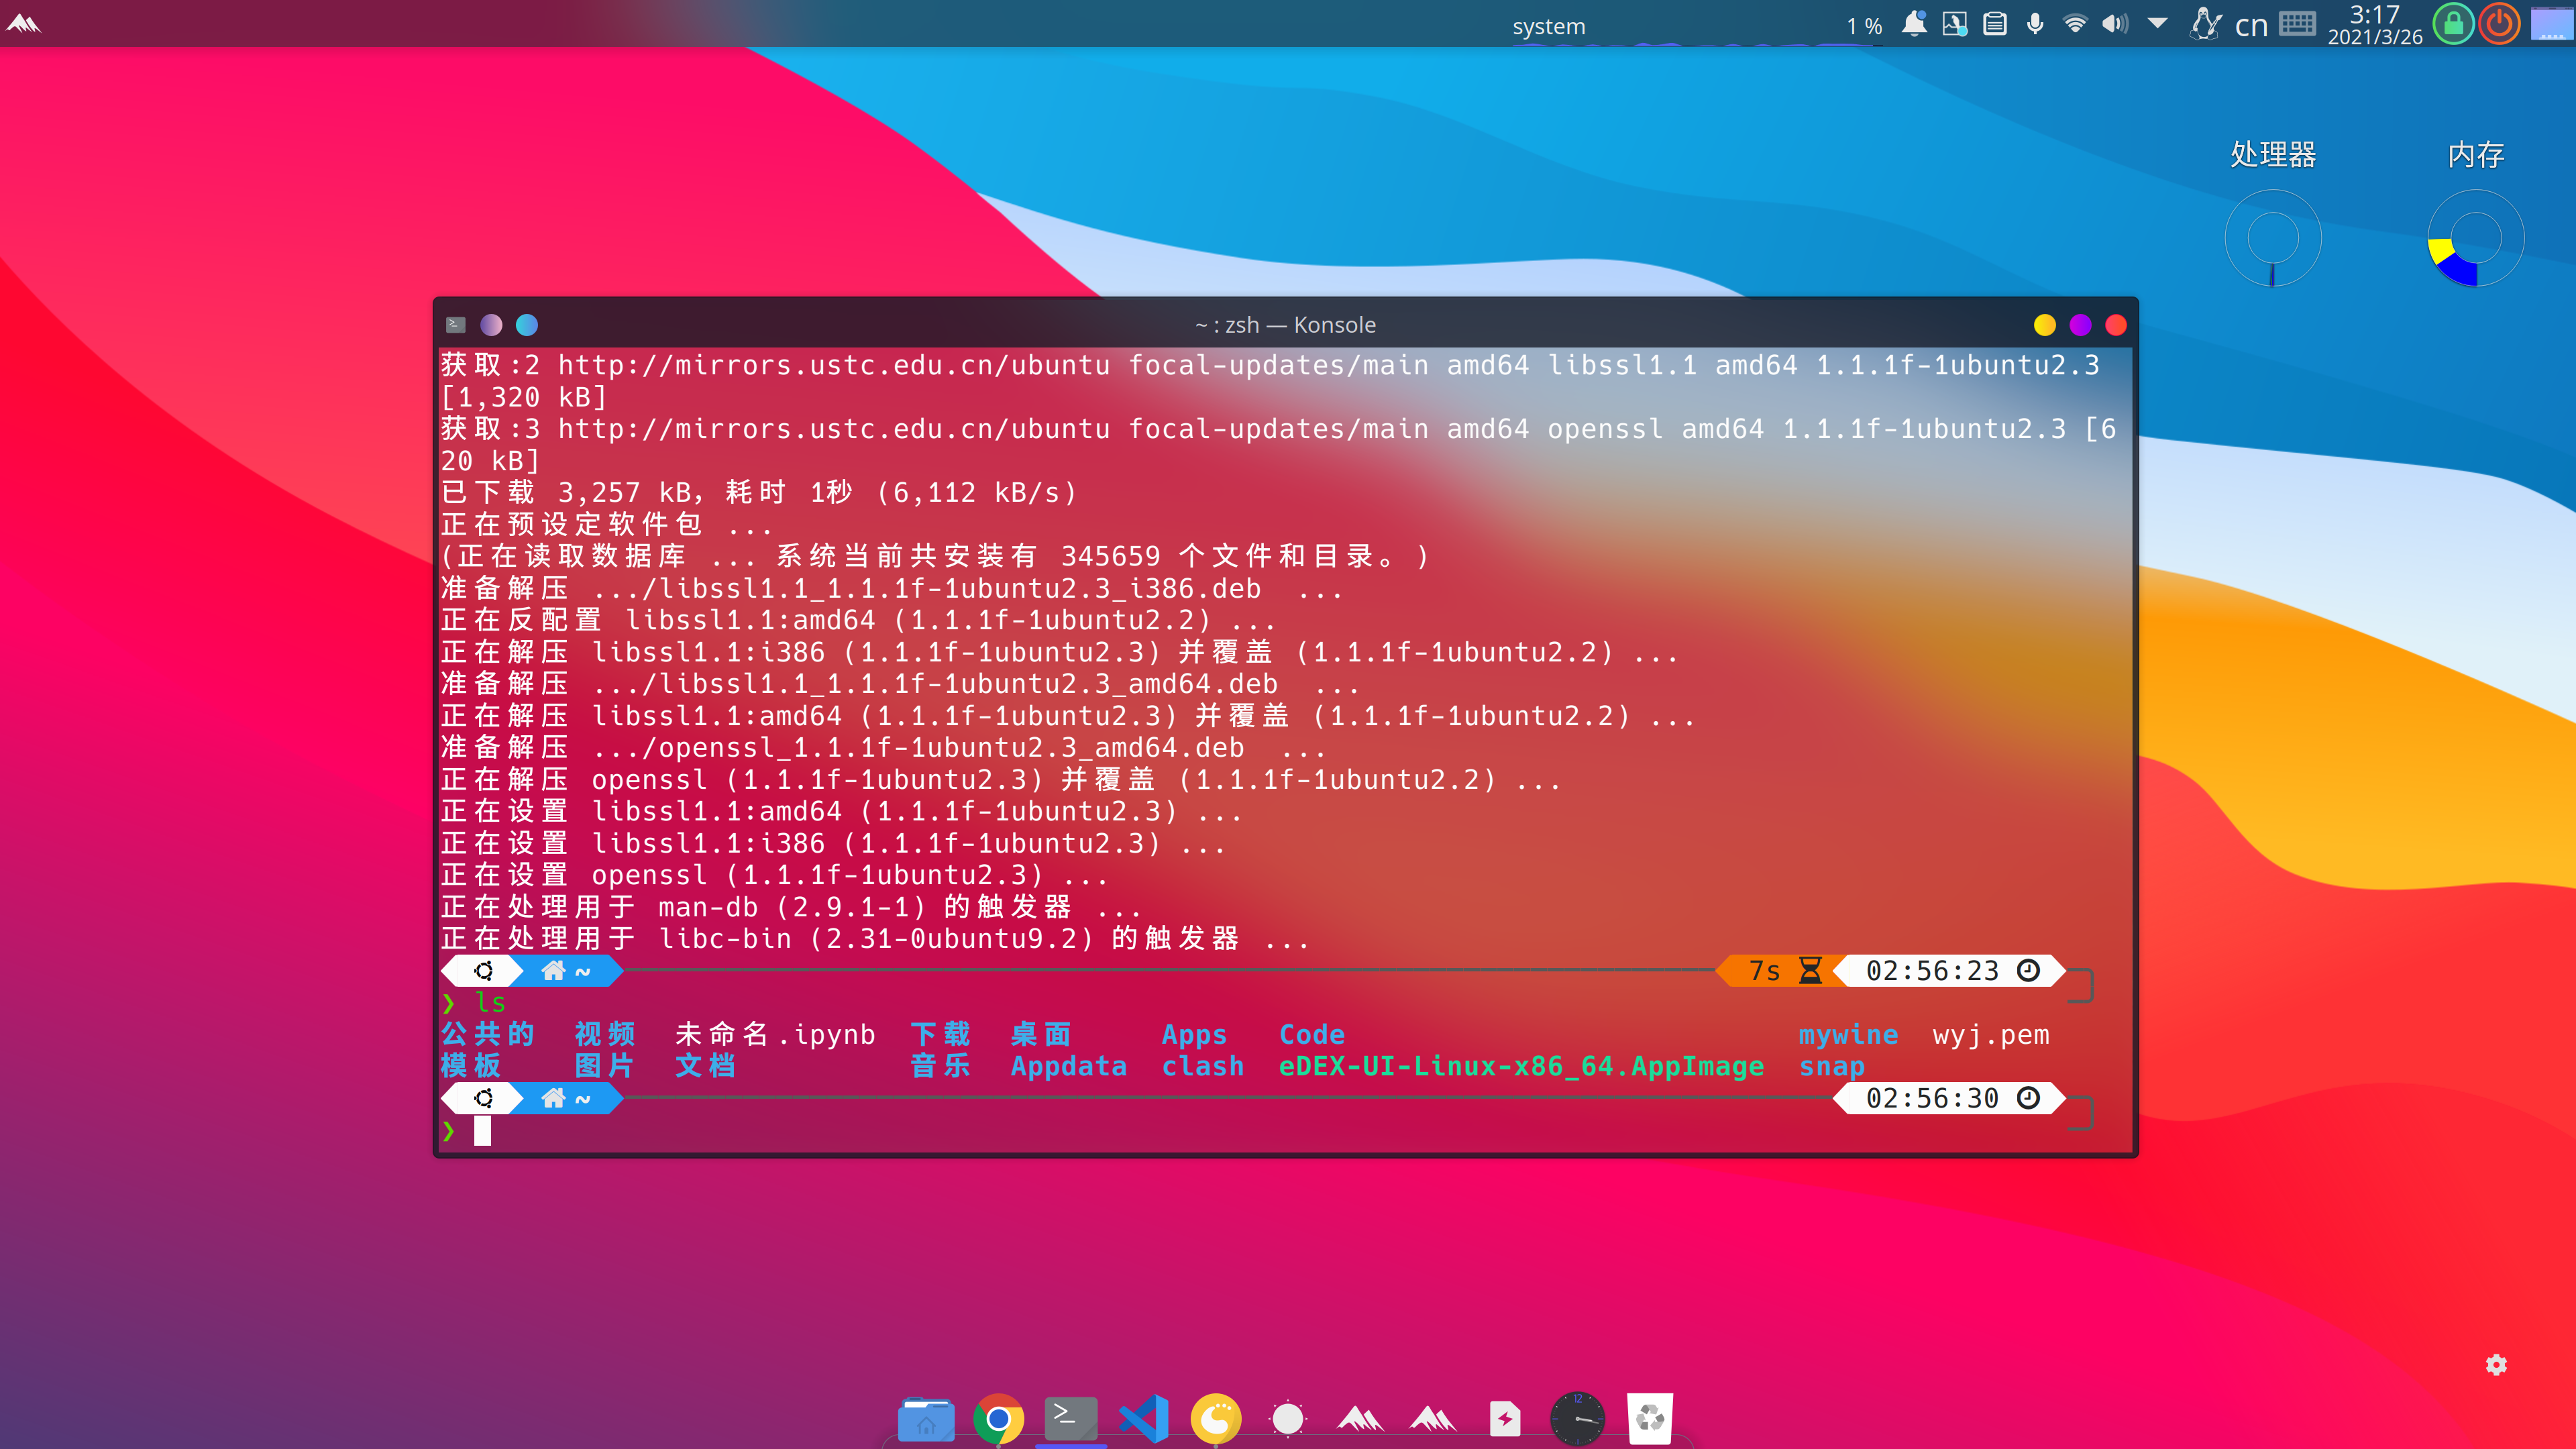 system
1 %
cn
3:17
2021/3/26
处理器
内存
~ : zsh — Konsole
获取:2 http://mirrors.ustc.edu.cn/ubuntu focal-updates/main amd64 libssl1.1 amd64 1.1.1f-1ubuntu2.3
[1,320 kB]
获取:3 http://mirrors.ustc.edu.cn/ubuntu focal-updates/main amd64 openssl amd64 1.1.1f-1ubuntu2.3 [6
20 kB]
已下载 3,257 kB，耗时 1秒 (6,112 kB/s)
正在预设定软件包 ...
(正在读取数据库 ... 系统当前共安装有 345659 个文件和目录。)
准备解压 .../libssl1.1_1.1.1f-1ubuntu2.3_i386.deb  ...
正在反配置 libssl1.1:amd64 (1.1.1f-1ubuntu2.2) ...
正在解压 libssl1.1:i386 (1.1.1f-1ubuntu2.3) 并覆盖 (1.1.1f-1ubuntu2.2) ...
准备解压 .../libssl1.1_1.1.1f-1ubuntu2.3_amd64.deb  ...
正在解压 libssl1.1:amd64 (1.1.1f-1ubuntu2.3) 并覆盖 (1.1.1f-1ubuntu2.2) ...
准备解压 .../openssl_1.1.1f-1ubuntu2.3_amd64.deb  ...
正在解压 openssl (1.1.1f-1ubuntu2.3) 并覆盖 (1.1.1f-1ubuntu2.2) ...
正在设置 libssl1.1:amd64 (1.1.1f-1ubuntu2.3) ...
正在设置 libssl1.1:i386 (1.1.1f-1ubuntu2.3) ...
正在设置 openssl (1.1.1f-1ubuntu2.3) ...
正在处理用于 man-db (2.9.1-1) 的触发器 ...
正在处理用于 libc-bin (2.31-0ubuntu9.2) 的触发器 ...
~ 7s 02:56:23
❯ ls
公共的 视频 未命名.ipynb 下载 桌面 Apps Code mywine wyj.pem
模板 图片 文档 音乐 Appdata clash eDEX-UI-Linux-x86_64.AppImage snap
~ 02:56:30
❯
12